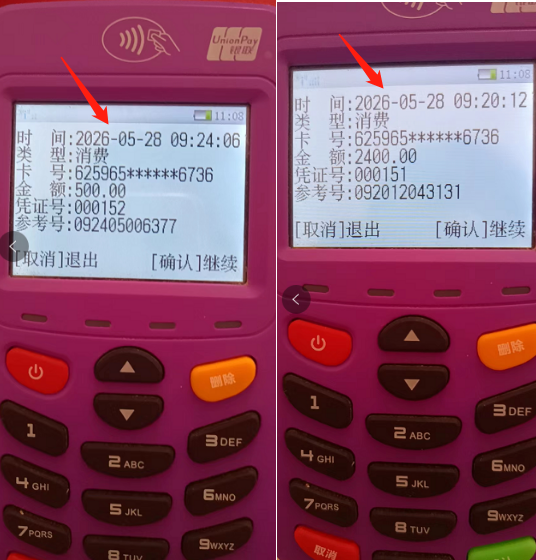 UnionPay
银联
11:08
时 间:2026-05-28 09:24:06
类 型:消费
卡 号:625965******6736
金 额:500.00
凭证号:000152
参考号:092405006377
[取消]退出 [确认]继续
删除
1
2 ABC
3 DEF
4 GHI
5 JKL
6 MNO
7 PQRS
8 TUV
9 WXYZ
11:08
时 间:2026-05-28 09:20:12
类 型:消费
卡 号:625965******6736
金 额:2400.00
凭证号:000151
参考号:092012043131
[取消]退出 [确认]继续
删除
1
2 ABC
3 DEF
4 GHI
5 JKL
6 MNO
7 PQRS
8 TUV
9 WXYZ
取消